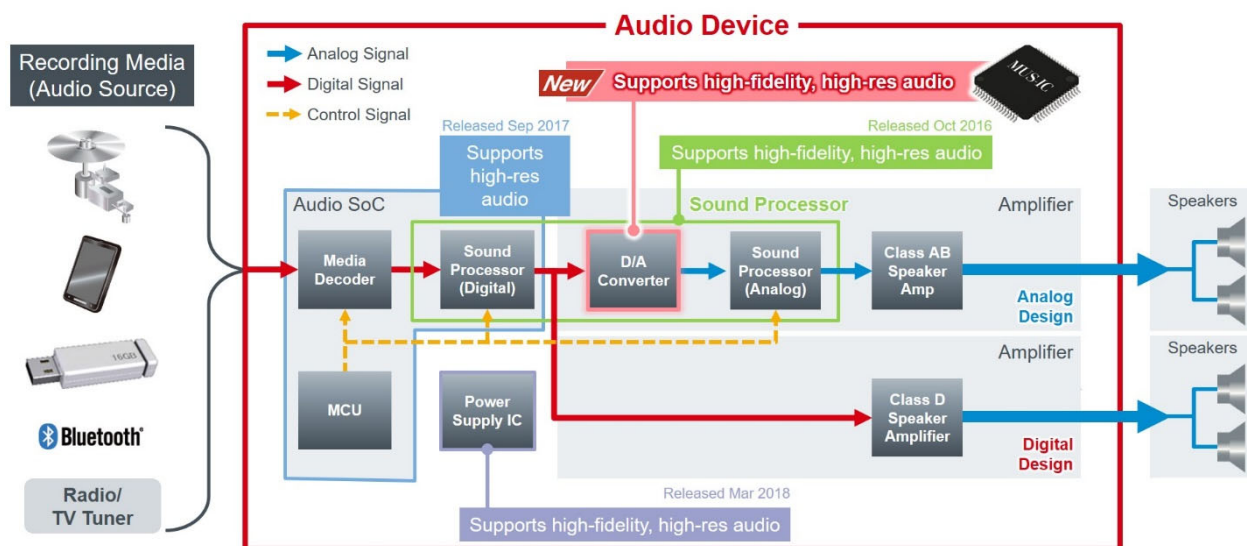 Audio Device
Recording Media
(Audio Source)
16GB
Bluetooth®
Radio/
TV Tuner
Analog Signal
Digital Signal
Control Signal
New
Supports high-fidelity, high-res audio
MUS-IC
Released Sep 2017
Supports
high-res
audio
Released Oct 2016
Supports high-fidelity, high-res audio
Audio SoC
Sound Processor
Amplifier
Speakers
Media
Decoder
Sound
Processor
(Digital)
D/A
Converter
Sound
Processor
(Analog)
Class AB
Speaker
Amp
Analog
Design
MCU
Power
Supply IC
Amplifier
Speakers
Class D
Speaker
Amplifier
Digital
Design
Released Mar 2018
Supports high-fidelity, high-res audio